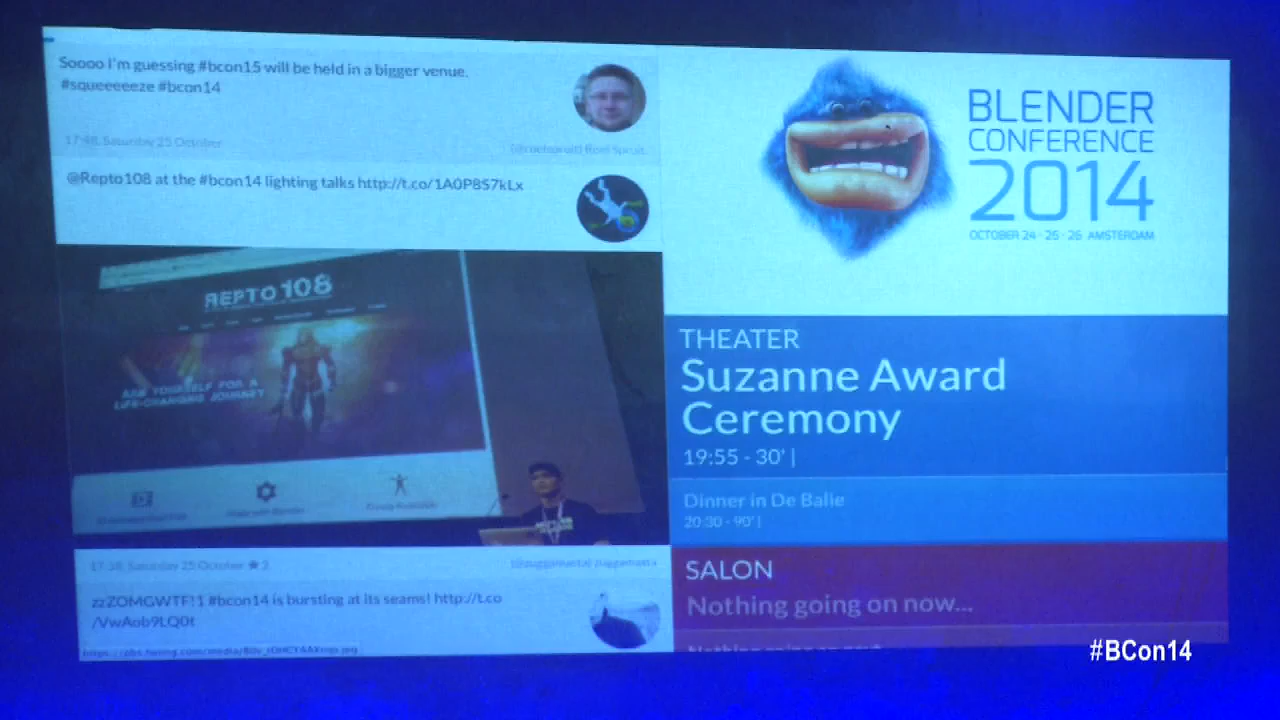 Soooo I'm guessing #bcon15 will be held in a bigger venue.
#squeeeeeze #bcon14
17:48, Saturday 25 October
@Repto108 at the #bcon14 lighting talks http://t.co/1A0P8S7kLx
REPTO 108
ARE YOURSELF FOR A
LIFE-CHANGING JOURNEY
17:38, Saturday 25 October ★ 2
zzZOMGWTF!1 #bcon14 is bursting at its seams! http://t.co
/VwAob9LQ0t
BLENDER
CONFERENCE
2014
OCTOBER 24 · 25 · 26 AMSTERDAM
THEATER
Suzanne Award
Ceremony
19:55 - 30' |
Dinner in De Balie
20:30 - 90' |
SALON
Nothing going on now...
#BCon14